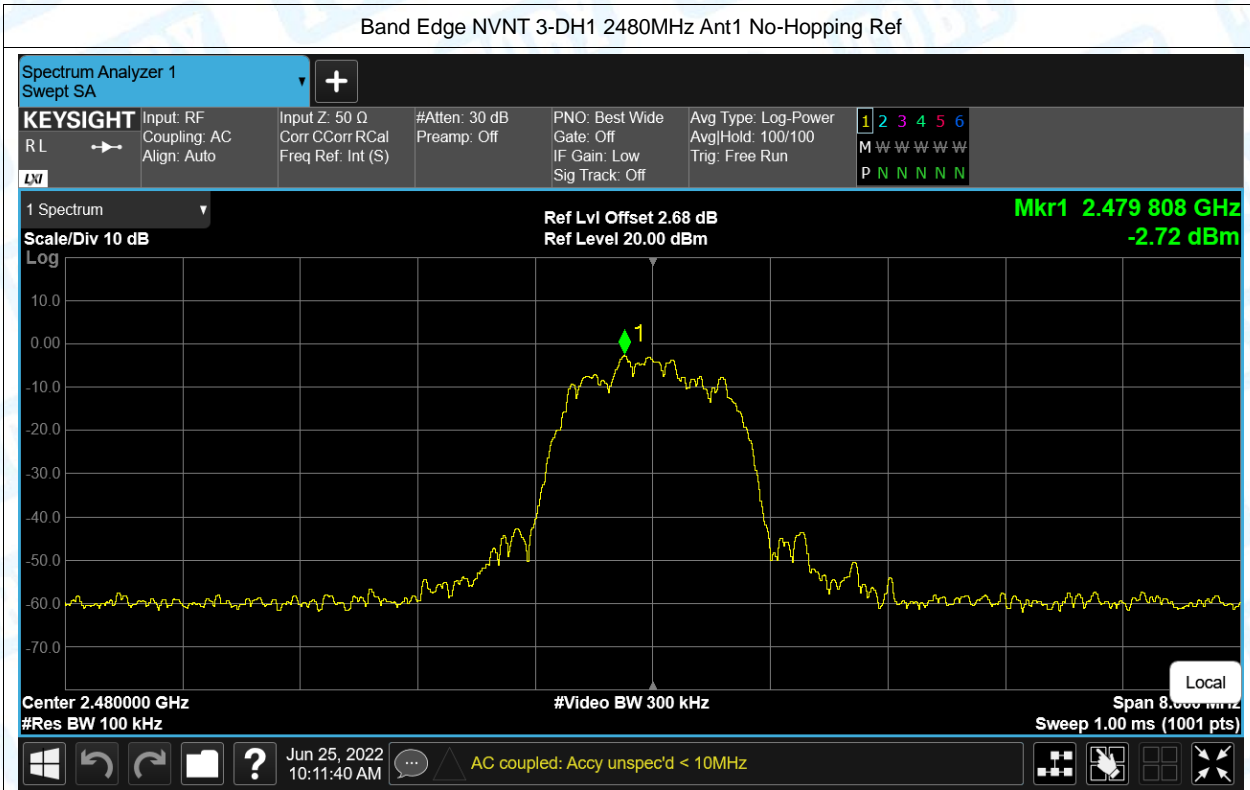 Band Edge NVNT 3-DH1 2480MHz Ant1 No-Hopping Ref
Spectrum Analyzer 1
Swept SA
KEYSIGHT
R L
LXI
Input: RF
Coupling: AC
Align: Auto
Input Z: 50 Ω
Corr CCorr RCal
Freq Ref: Int (S)
#Atten: 30 dB
Preamp: Off
PNO: Best Wide
Gate: Off
IF Gain: Low
Sig Track: Off
Avg Type: Log-Power
Avg|Hold: 100/100
Trig: Free Run
1 2 3 4 5 6
M W W W W W
P N N N N N
1 Spectrum
Scale/Div 10 dB
Log
Ref Lvl Offset 2.68 dB
Ref Level 20.00 dBm
Mkr1 2.479 808 GHz
-2.72 dBm
10.0
0.00
-10.0
-20.0
-30.0
-40.0
-50.0
-60.0
-70.0
1
Local
Center 2.480000 GHz
#Video BW 300 kHz
Span 8.000 MHz
#Res BW 100 kHz
Sweep 1.00 ms (1001 pts)
?
Jun 25, 2022
10:11:40 AM
AC coupled: Accy unspec'd < 10MHz